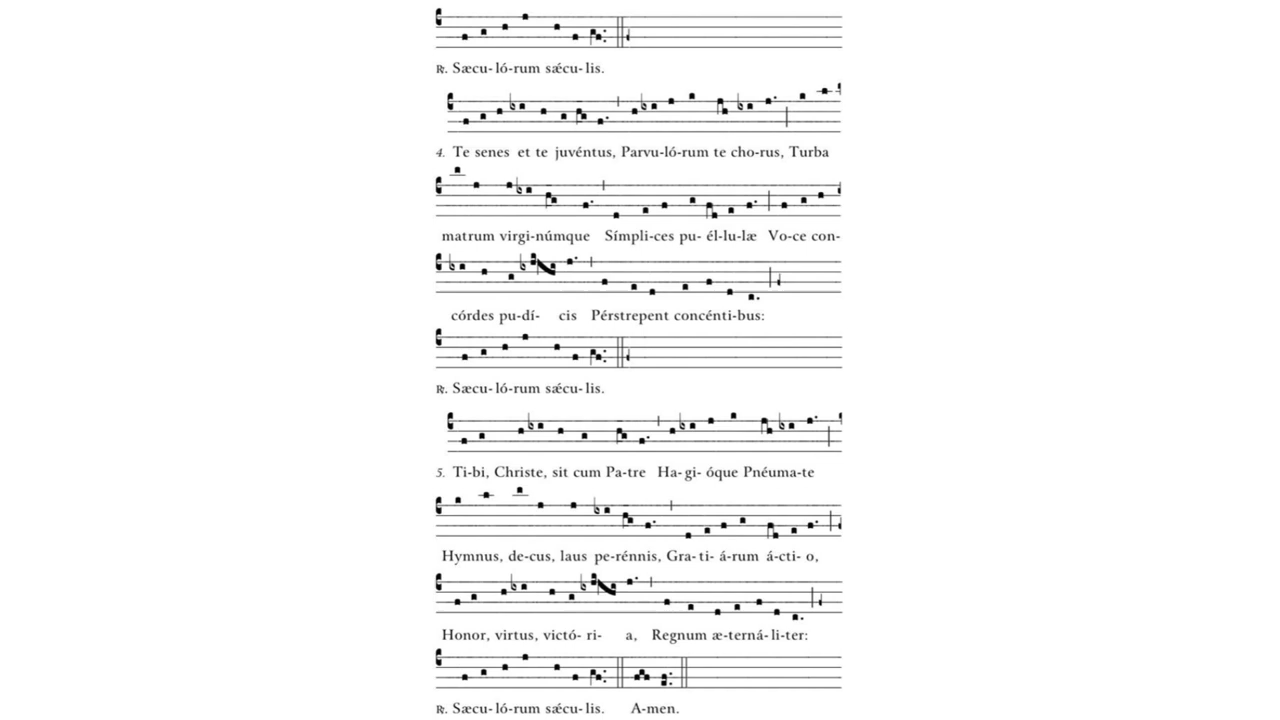 ℟. Sæcu-ló-rum sǽcu-lis.
4. Te senes et te juvéntus, Parvu-ló-rum te cho-rus, Turba
matrum virgi-númque Símpli-ces pu- él-lu-læ Vo-ce con-
córdes pu-dí- cis Pérstrepent concénti-bus:
℟. Sæcu-ló-rum sǽcu-lis.
5. Ti-bi, Christe, sit cum Pa-tre Ha-gi- óque Pnéuma-te
Hymnus, de-cus, laus pe-rénnis, Gra-ti- á-rum á-cti- o,
Honor, virtus, victó- ri- a, Regnum æ-terná-li-ter:
℟. Sæcu-ló-rum sǽcu-lis. A-men.